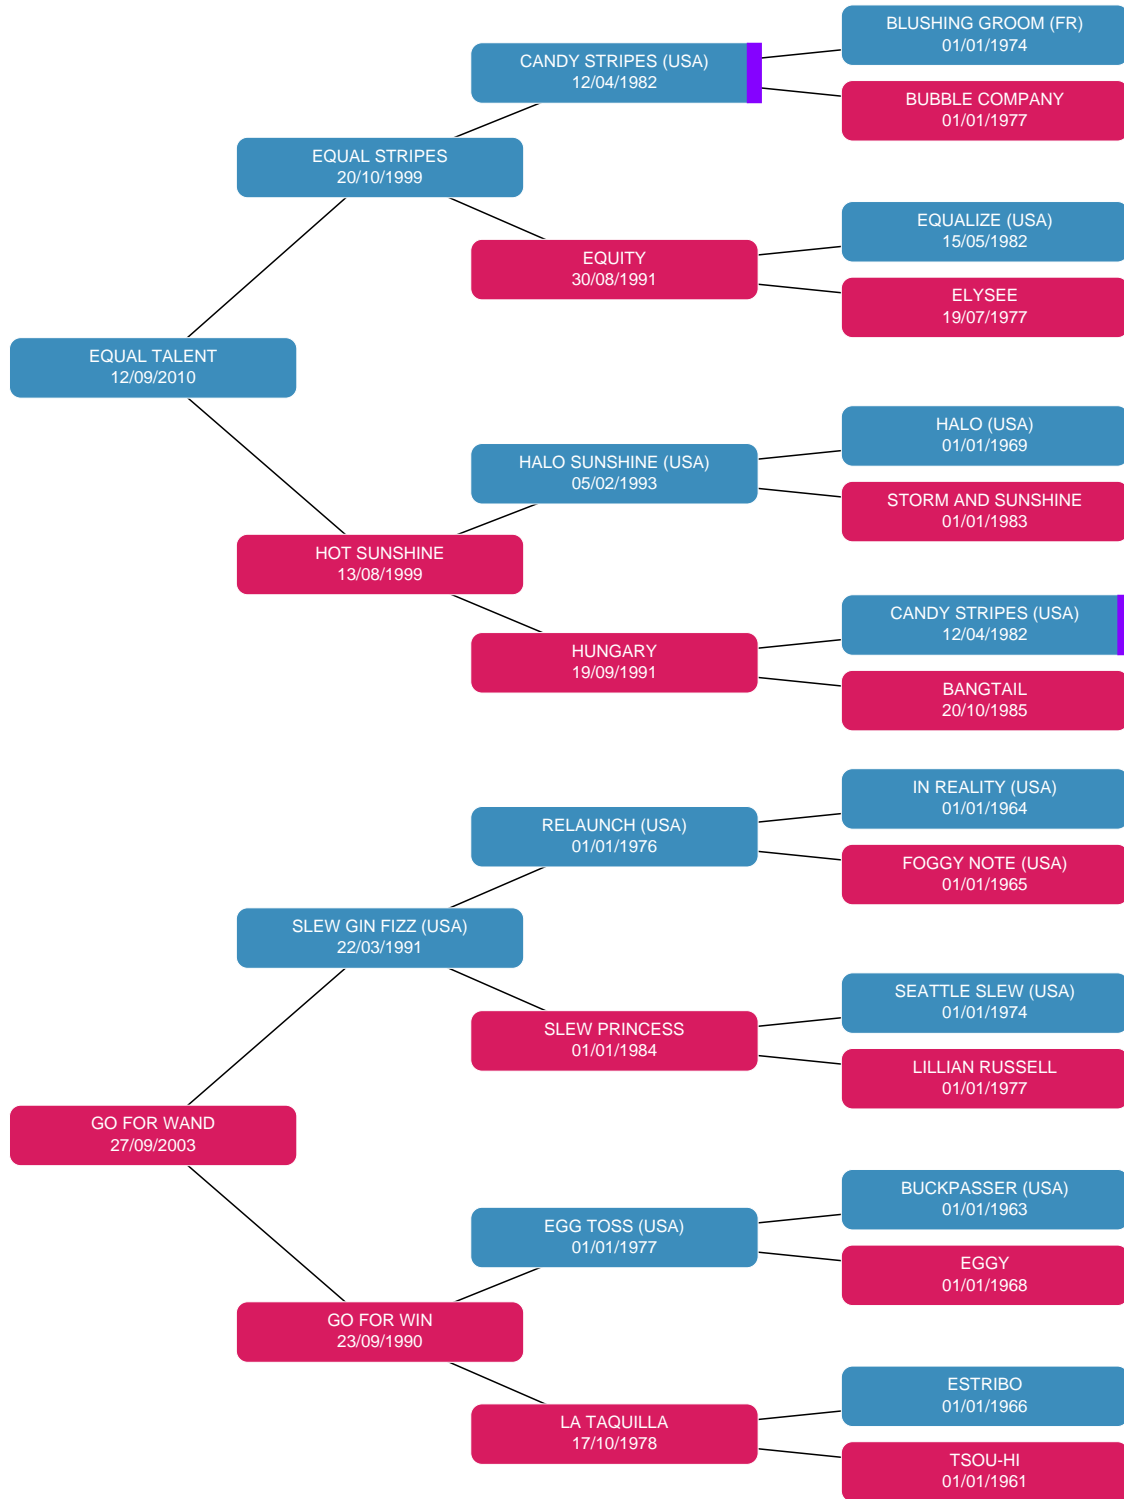 BLUSHING GROOM (FR)
01/01/1974
CANDY STRIPES (USA)
12/04/1982
BUBBLE COMPANY
01/01/1977
EQUAL STRIPES
20/10/1999
EQUALIZE (USA)
15/05/1982
EQUITY
30/08/1991
ELYSEE
19/07/1977
EQUAL TALENT
12/09/2010
HALO (USA)
01/01/1969
HALO SUNSHINE (USA)
05/02/1993
STORM AND SUNSHINE
01/01/1983
HOT SUNSHINE
13/08/1999
CANDY STRIPES (USA)
12/04/1982
HUNGARY
19/09/1991
BANGTAIL
20/10/1985
IN REALITY (USA)
01/01/1964
RELAUNCH (USA)
01/01/1976
FOGGY NOTE (USA)
01/01/1965
SLEW GIN FIZZ (USA)
22/03/1991
SEATTLE SLEW (USA)
01/01/1974
SLEW PRINCESS
01/01/1984
LILLIAN RUSSELL
01/01/1977
GO FOR WAND
27/09/2003
BUCKPASSER (USA)
01/01/1963
EGG TOSS (USA)
01/01/1977
EGGY
01/01/1968
GO FOR WIN
23/09/1990
ESTRIBO
01/01/1966
LA TAQUILLA
17/10/1978
TSOU-HI
01/01/1961